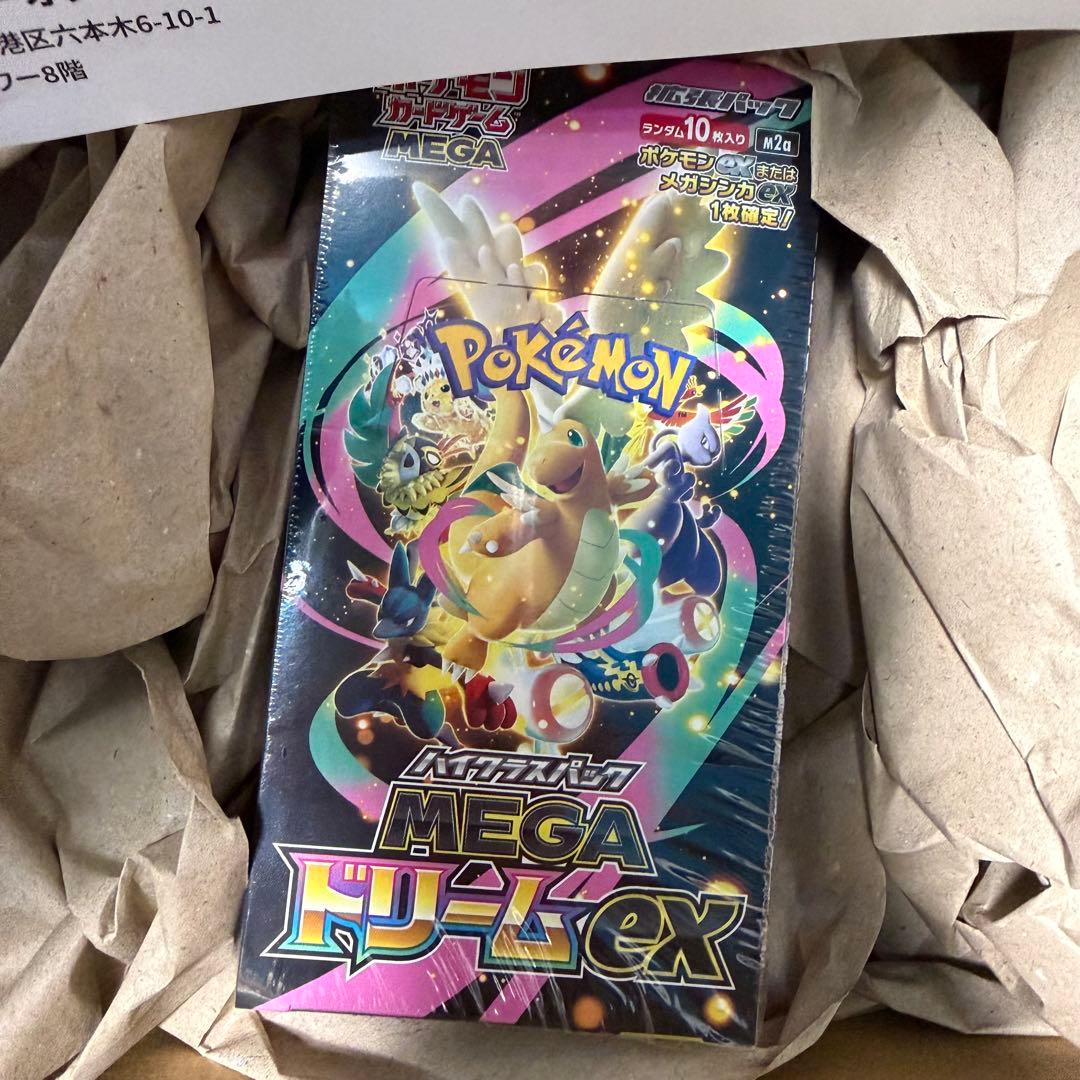 港区六本木6-10-1
ワー8階
ポケモン
カードゲーム
MEGA
拡張パック
ランダム10枚入り
M2a
ポケモンexまたは
メガシンカex
1枚確定!
POKÉMON
TM
ハイクラスパック
MEGA
ドリームex